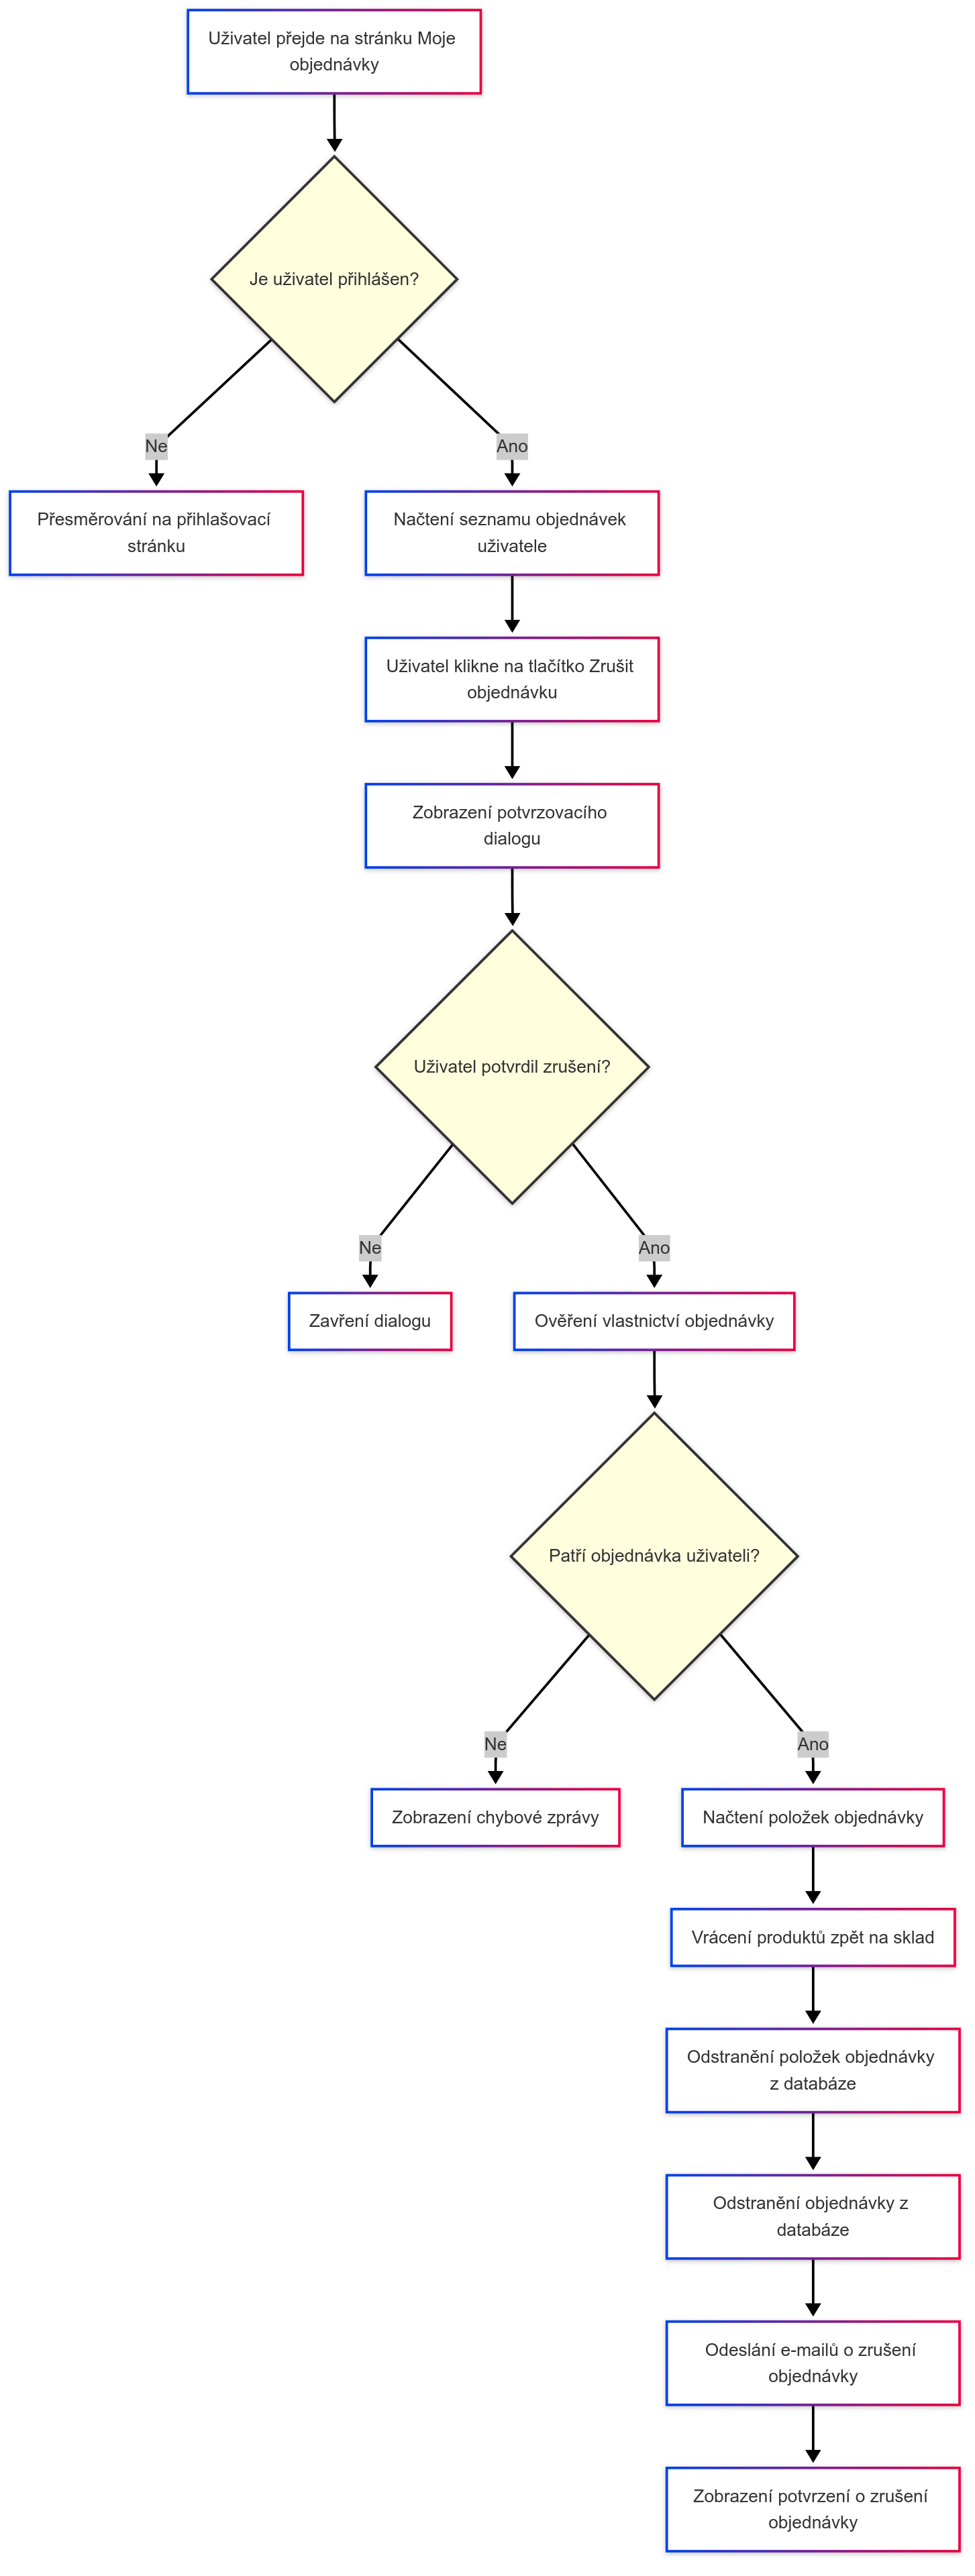 Uživatel přejde na stránku Moje
objednávky
Je uživatel přihlášen?
Ne
Ano
Přesměrování na přihlašovací
stránku
Načtení seznamu objednávek
uživatele
Uživatel klikne na tlačítko Zrušit
objednávku
Zobrazení potvrzovacího
dialogu
Uživatel potvrdil zrušení?
Ne
Ano
Zavření dialogu
Ověření vlastnictví objednávky
Patří objednávka uživateli?
Ne
Ano
Zobrazení chybové zprávy
Načtení položek objednávky
Vrácení produktů zpět na sklad
Odstranění položek objednávky
z databáze
Odstranění objednávky z
databáze
Odeslání e-mailů o zrušení
objednávky
Zobrazení potvrzení o zrušení
objednávky